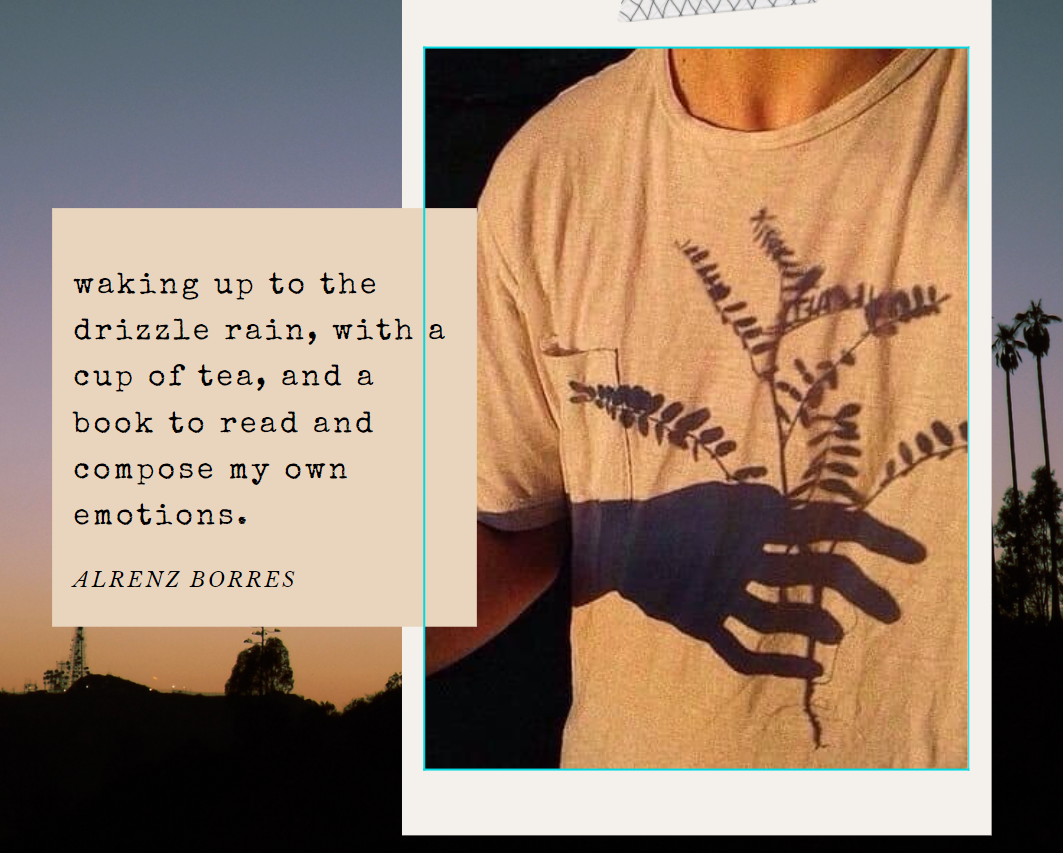 waking up to the
drizzle rain, with a
cup of tea, and a
book to read and
compose my own
emotions.
ALRENZ BORRES